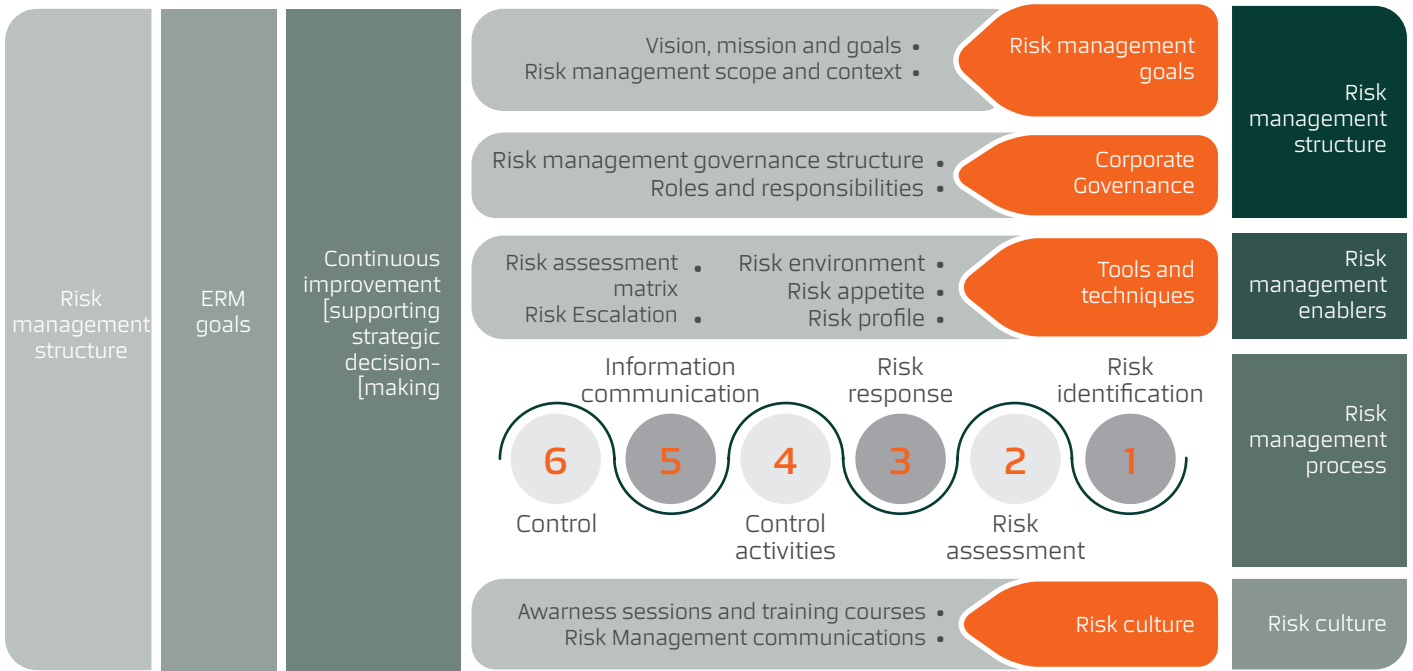 Risk
management
structure
ERM
goals
Continuous
improvement
[supporting
strategic
decision-
[making
Vision, mission and goals •
Risk management scope and context •
Risk management
goals
Risk management governance structure •
Roles and responsibilities •
Corporate
Governance
Risk
management
structure
Risk assessment •
matrix
Risk Escalation •
Risk environment •
Risk appetite •
Risk profile •
Tools and
techniques
Risk
management
enablers
Information
communication
Risk
response
Risk
identification
6
5
4
3
2
1
Control
Control
activities
Risk
assessment
Risk
management
process
Awarness sessions and training courses •
Risk Management communications •
Risk culture
Risk culture